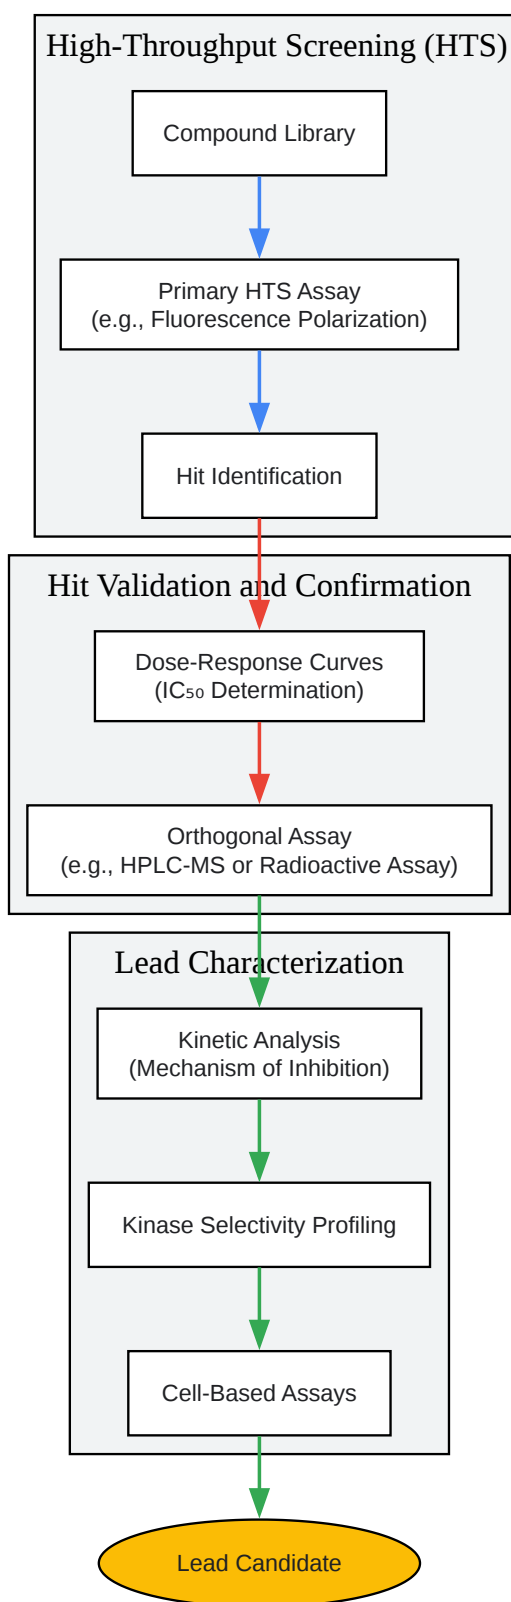 High-Throughput Screening (HTS)
Compound Library
Primary HTS Assay
(e.g., Fluorescence Polarization)
Hit Identification
Hit Validation and Confirmation
Dose-Response Curves
(IC₅₀ Determination)
Orthogonal Assay
(e.g., HPLC-MS or Radioactive Assay)
Lead Characterization
Kinetic Analysis
(Mechanism of Inhibition)
Kinase Selectivity Profiling
Cell-Based Assays
Lead Candidate